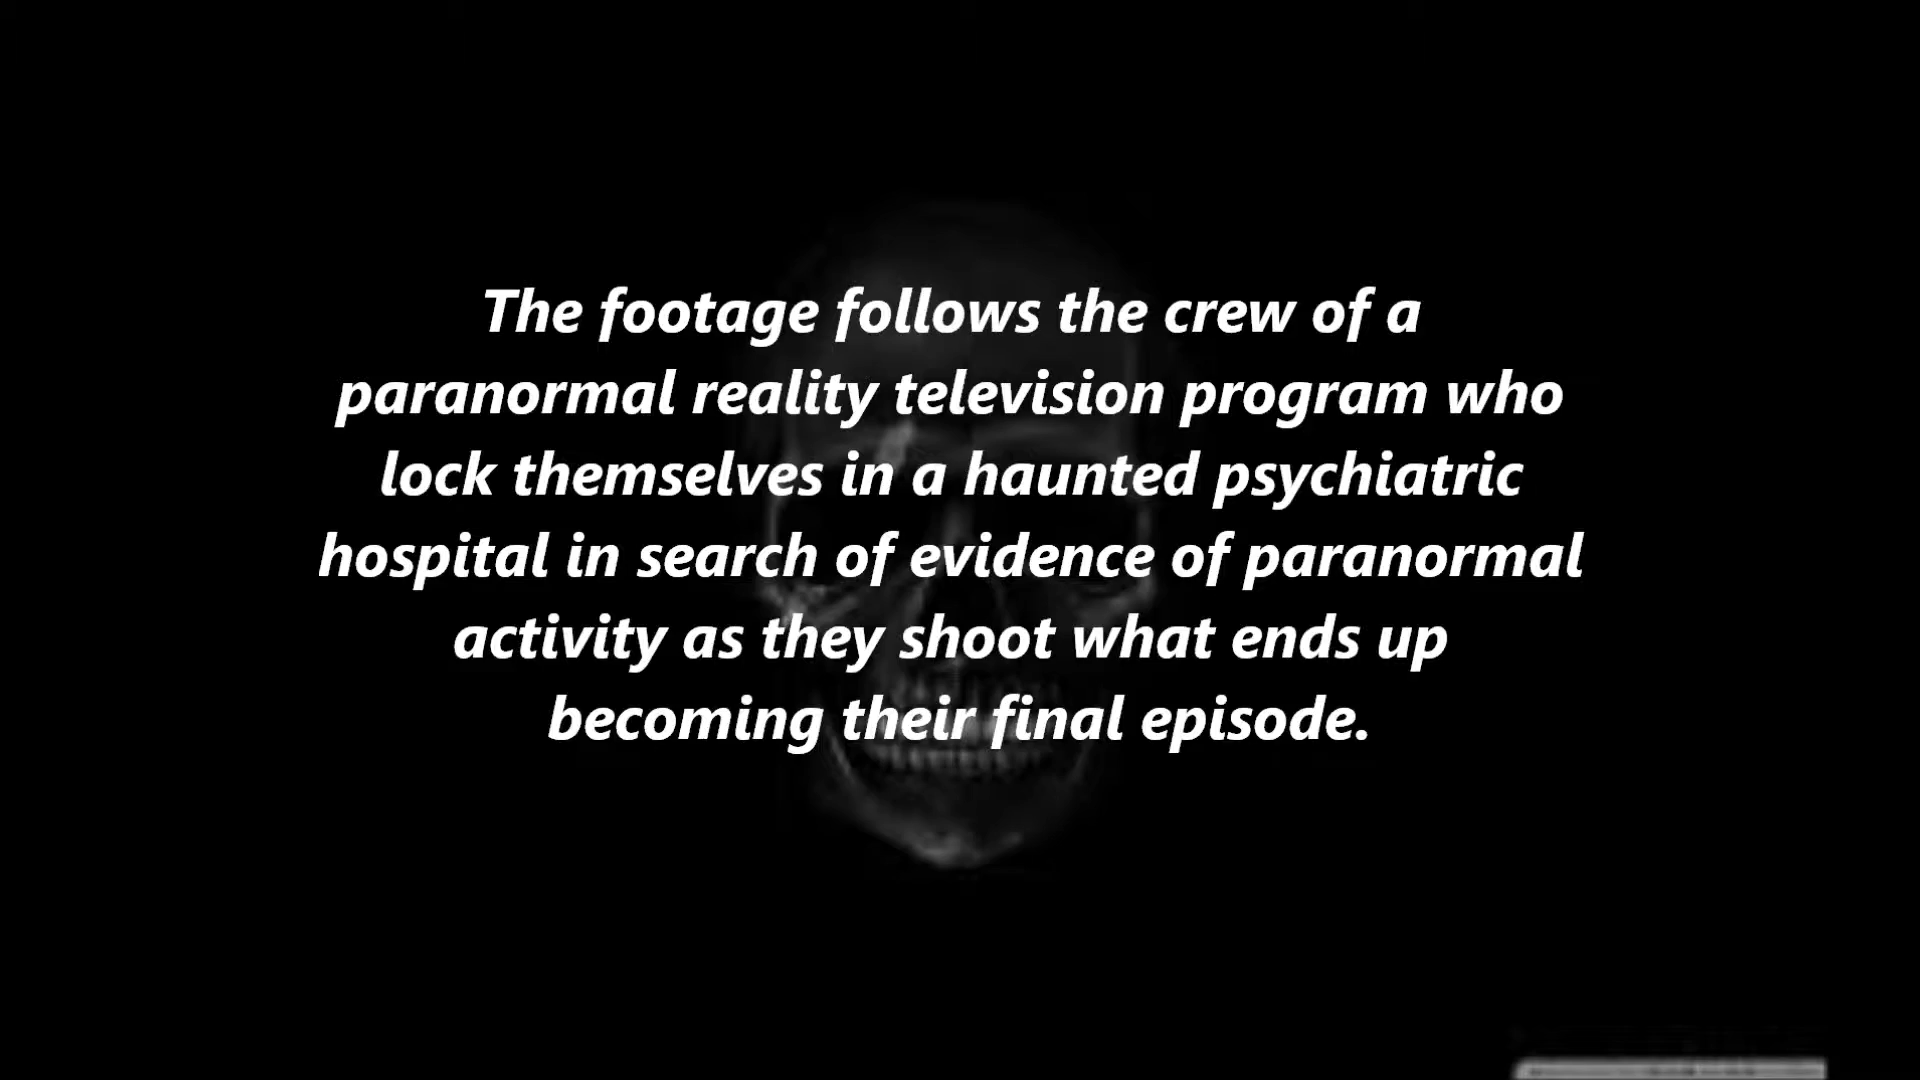 The footage follows the crew of a
paranormal reality television program who
lock themselves in a haunted psychiatric
hospital in search of evidence of paranormal
activity as they shoot what ends up
becoming their final episode.